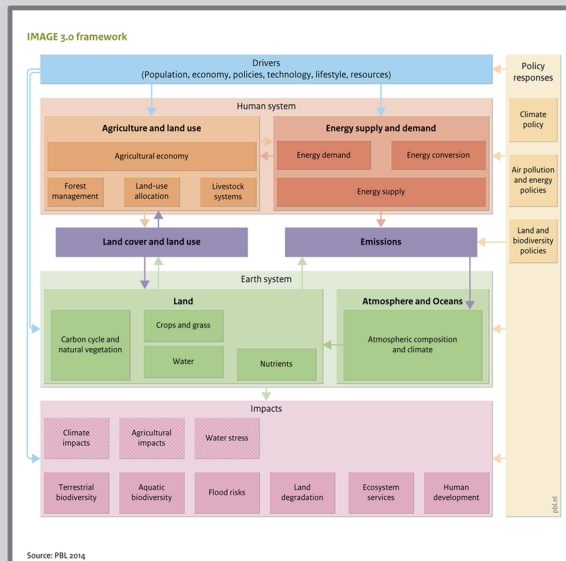 IMAGE 3.0 framework
Drivers
(Population, economy, policies, technology, lifestyle, resources)
Policy
responses
Human system
Agriculture and land use
Energy supply and demand
Climate
policy
Agricultural economy
Energy demand
Energy conversion
Air pollution
and energy
policies
Forest
management
Land-use
allocation
Livestock
systems
Energy supply
Land and
biodiversity
policies
Land cover and land use
Emissions
Earth system
Land
Atmosphere and Oceans
Carbon cycle and
natural vegetation
Crops and grass
Water
Nutrients
Atmospheric composition
and climate
Impacts
Climate
impacts
Agricultural
impacts
Water stress
Terrestrial
biodiversity
Aquatic
biodiversity
Flood risks
Land
degradation
Ecosystem
services
Human
development
pbl.nl
Source: PBL 2014